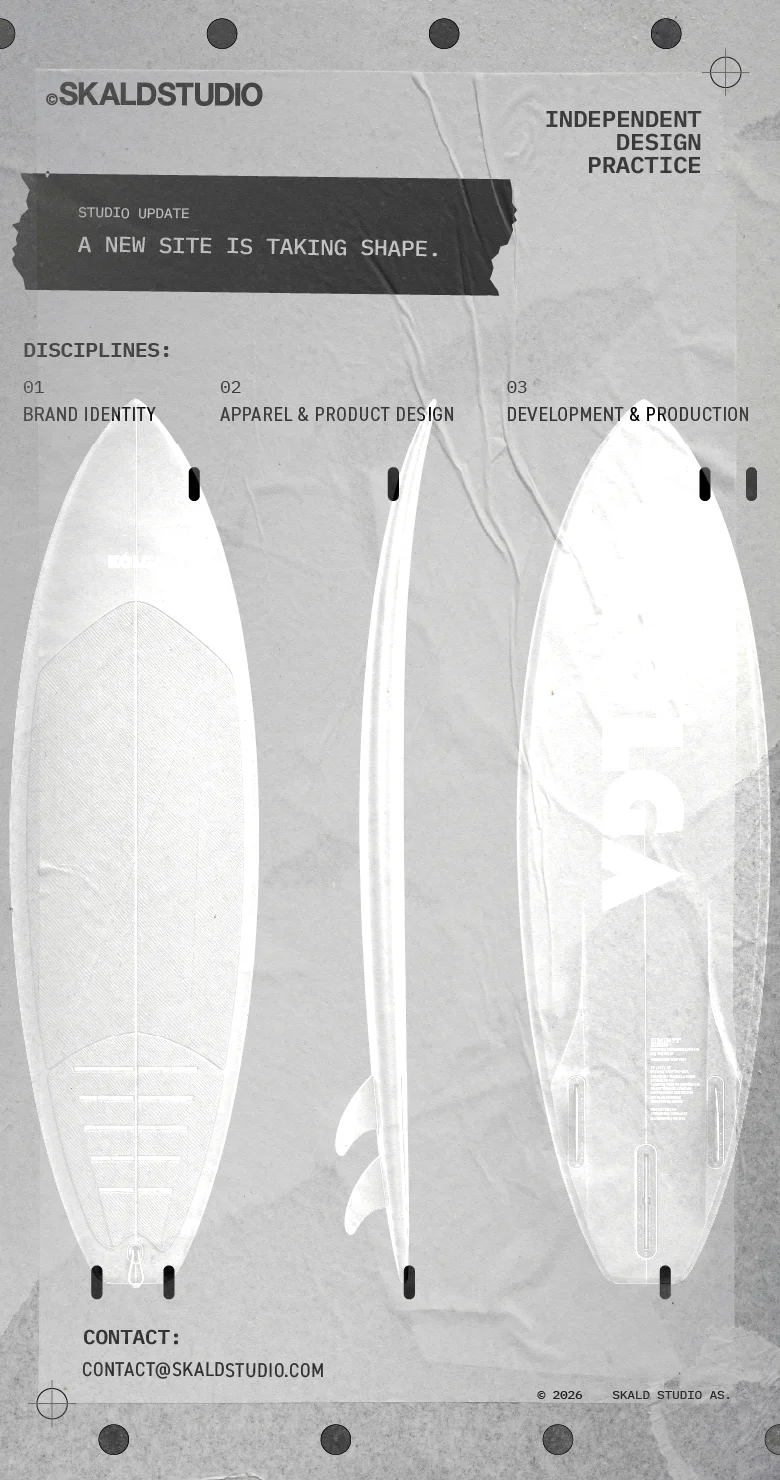 ©SKALDSTUDIO
INDEPENDENT
DESIGN
PRACTICE
STUDIO UPDATE
A NEW SITE IS TAKING SHAPE.
DISCIPLINES:
01
BRAND IDENTITY
02
APPAREL & PRODUCT DESIGN
03
DEVELOPMENT & PRODUCTION
CONTACT:
CONTACT@SKALDSTUDIO.COM
© 2026 SKALD STUDIO AS.